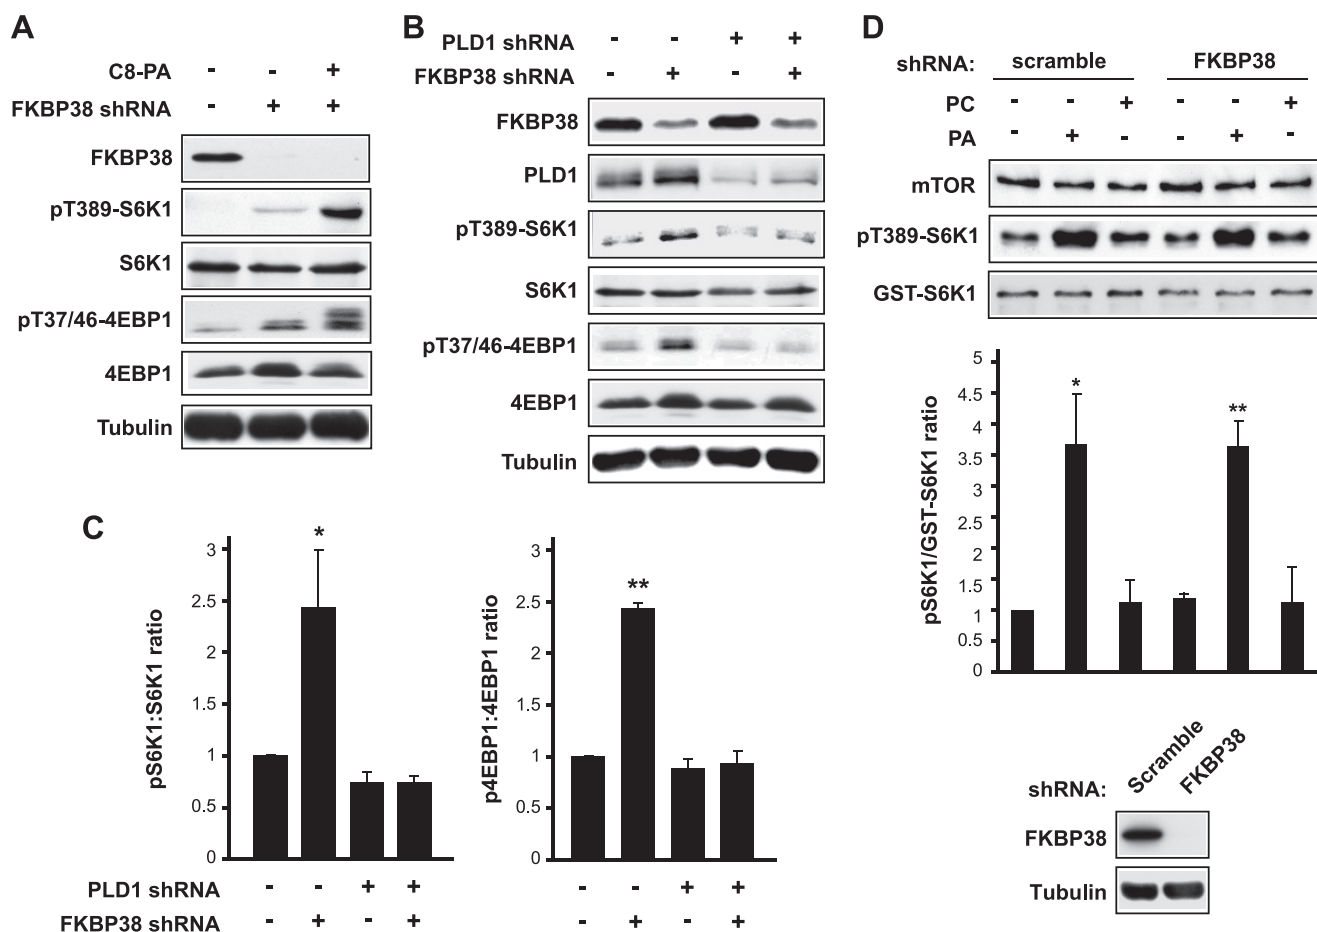 A
C8-PA - - +
FKBP38 shRNA - + +
FKBP38
pT389-S6K1
S6K1
pT37/46-4EBP1
4EBP1
Tubulin
B
PLD1 shRNA - - + +
FKBP38 shRNA - + - +
FKBP38
PLD1
pT389-S6K1
S6K1
pT37/46-4EBP1
4EBP1
Tubulin
C
pS6K1:S6K1 ratio
3
2.5
2
1.5
1
0.5
0
*
PLD1 shRNA - - + +
FKBP38 shRNA - + - +
p4EBP1:4EBP1 ratio
3
2.5
2
1.5
1
0.5
0
**
- - + +
- + - +
D
shRNA: scramble FKBP38
PC - - + - - +
PA - + - - + -
mTOR
pT389-S6K1
GST-S6K1
pS6K1/GST-S6K1 ratio
5
4.5
4
3.5
3
2.5
2
1.5
1
0.5
0
*
**
shRNA: Scramble FKBP38
FKBP38
Tubulin